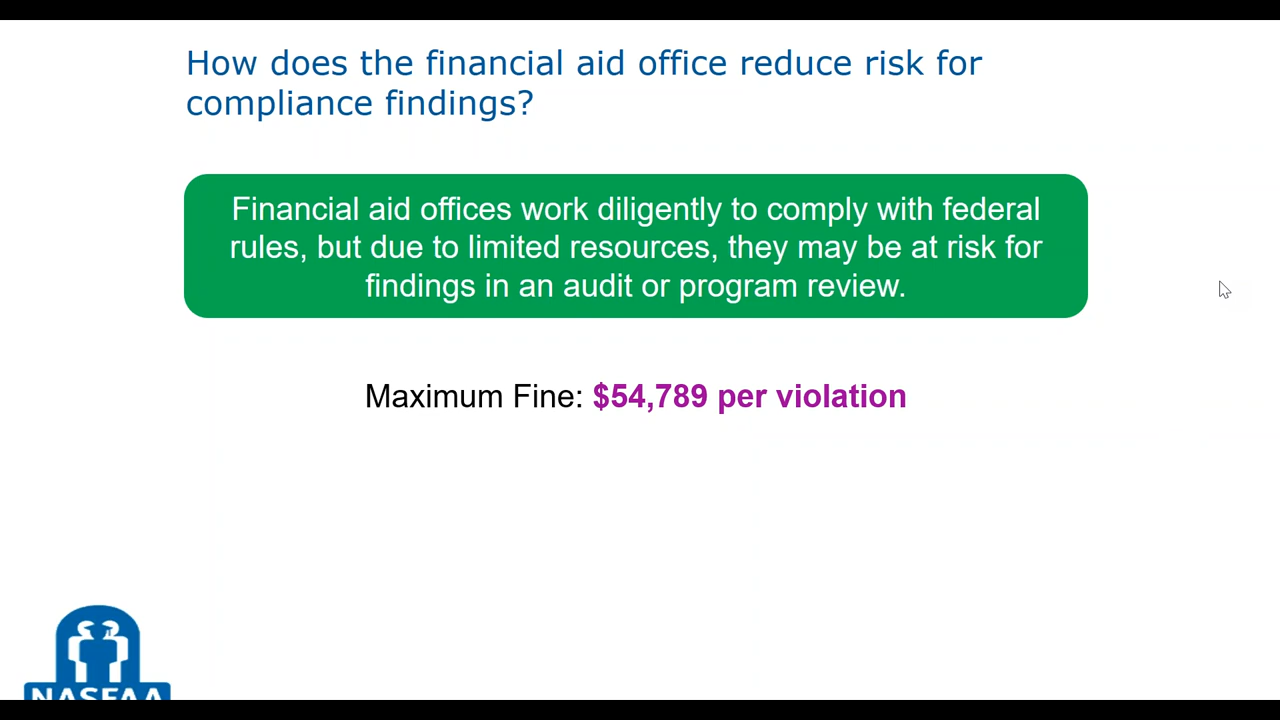 How does the financial aid office reduce risk for
compliance findings?
Financial aid offices work diligently to comply with federal
rules, but due to limited resources, they may be at risk for
findings in an audit or program review.
Maximum Fine: $54,789 per violation
NASFAA